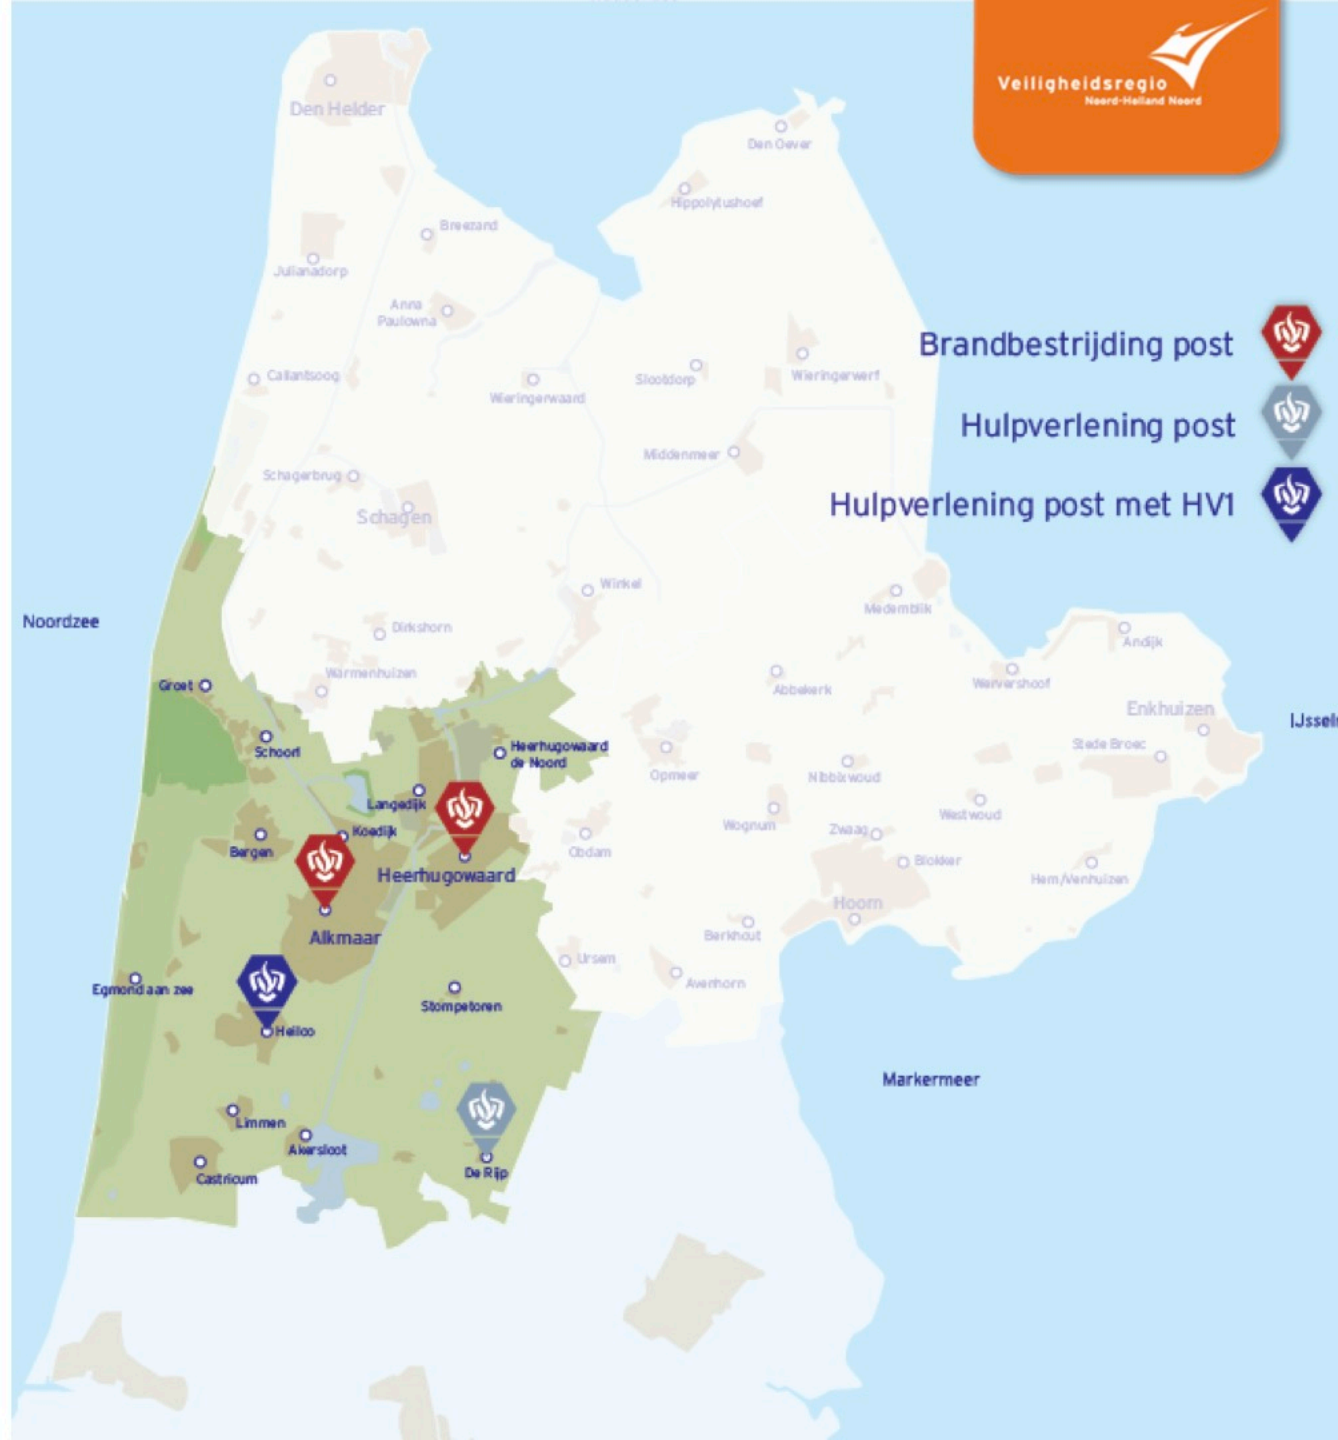 Veiligheidsregio
Noord-Holland Noord
Den Helder
Den Oever
Hippolytushoef
Breezand
Julianadorp
Anna
Paulowna
Brandbestrijding post
Callantsoog
Slootdorp
Wieringerwerf
Wieringerwaard
Hulpverlening post
Middenmeer
Schagerbrug
Hulpverlening post met HV1
Schagen
Winkel
Medemblik
Noordzee
Dirkshorn
Andijk
Warmenhuizen
Groet
Abbekerk
Wervershoof
Enkhuizen
IJsseln
Schoorl
Heerhugowaard
de Noord
Stede Broec
Opmeer
Nibbixwoud
Langedijk
Westwoud
Koedijk
Wognum
Zwaag
Bergen
Obdam
Blokker
Heerhugowaard
Hem/Venhuizen
Hoorn
Alkmaar
Berkhout
Ursem
Avenhorn
Egmond aan zee
Stompetoren
Heiloo
Markermeer
Limmen
Akersloot
De Rijp
Castricum